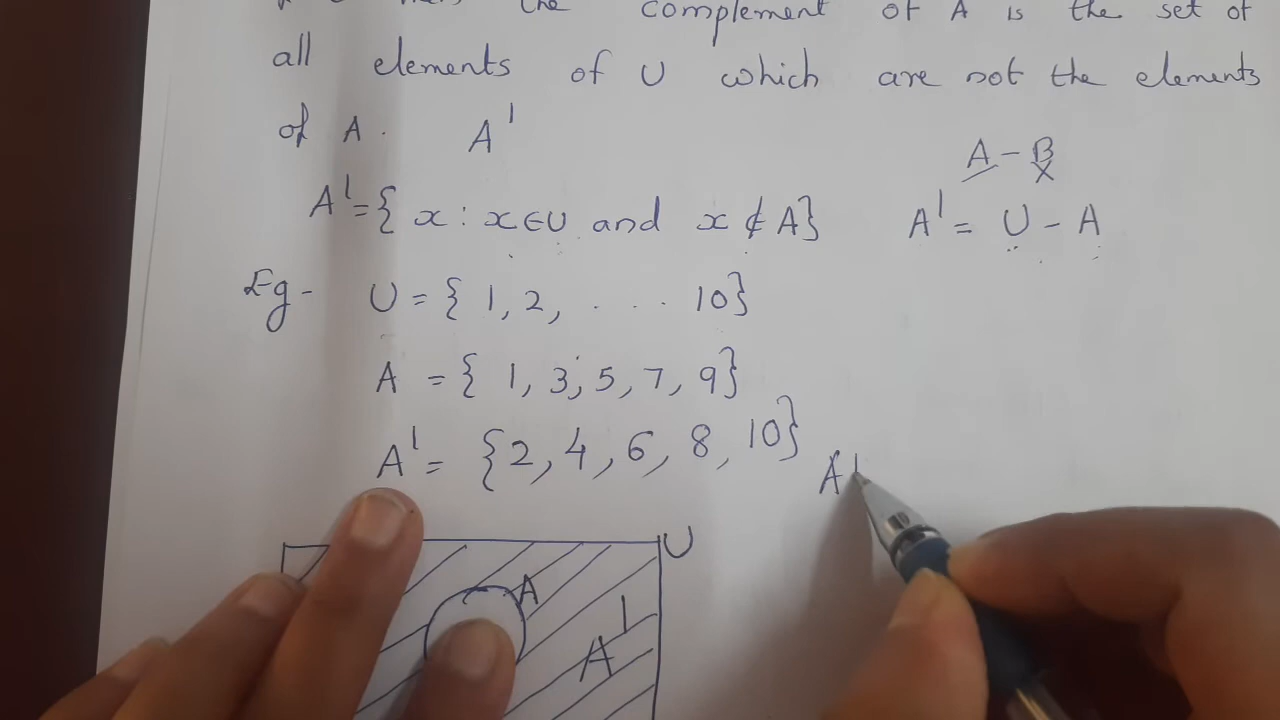 the complement of A is the set of
all elements of U which are not the elements
of A. A'
A - B
A' = { x : x ∈ U and x ∉ A} A' = U - A
Eg - U = { 1, 2, . . . . 10}
A = { 1, 3, 5, 7, 9}
A' = {2, 4, 6, 8, 10}
A'
U
A
A'